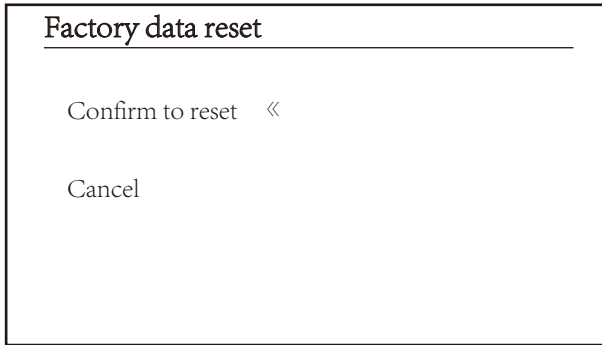 Factory data reset
Confirm to reset «
Cancel